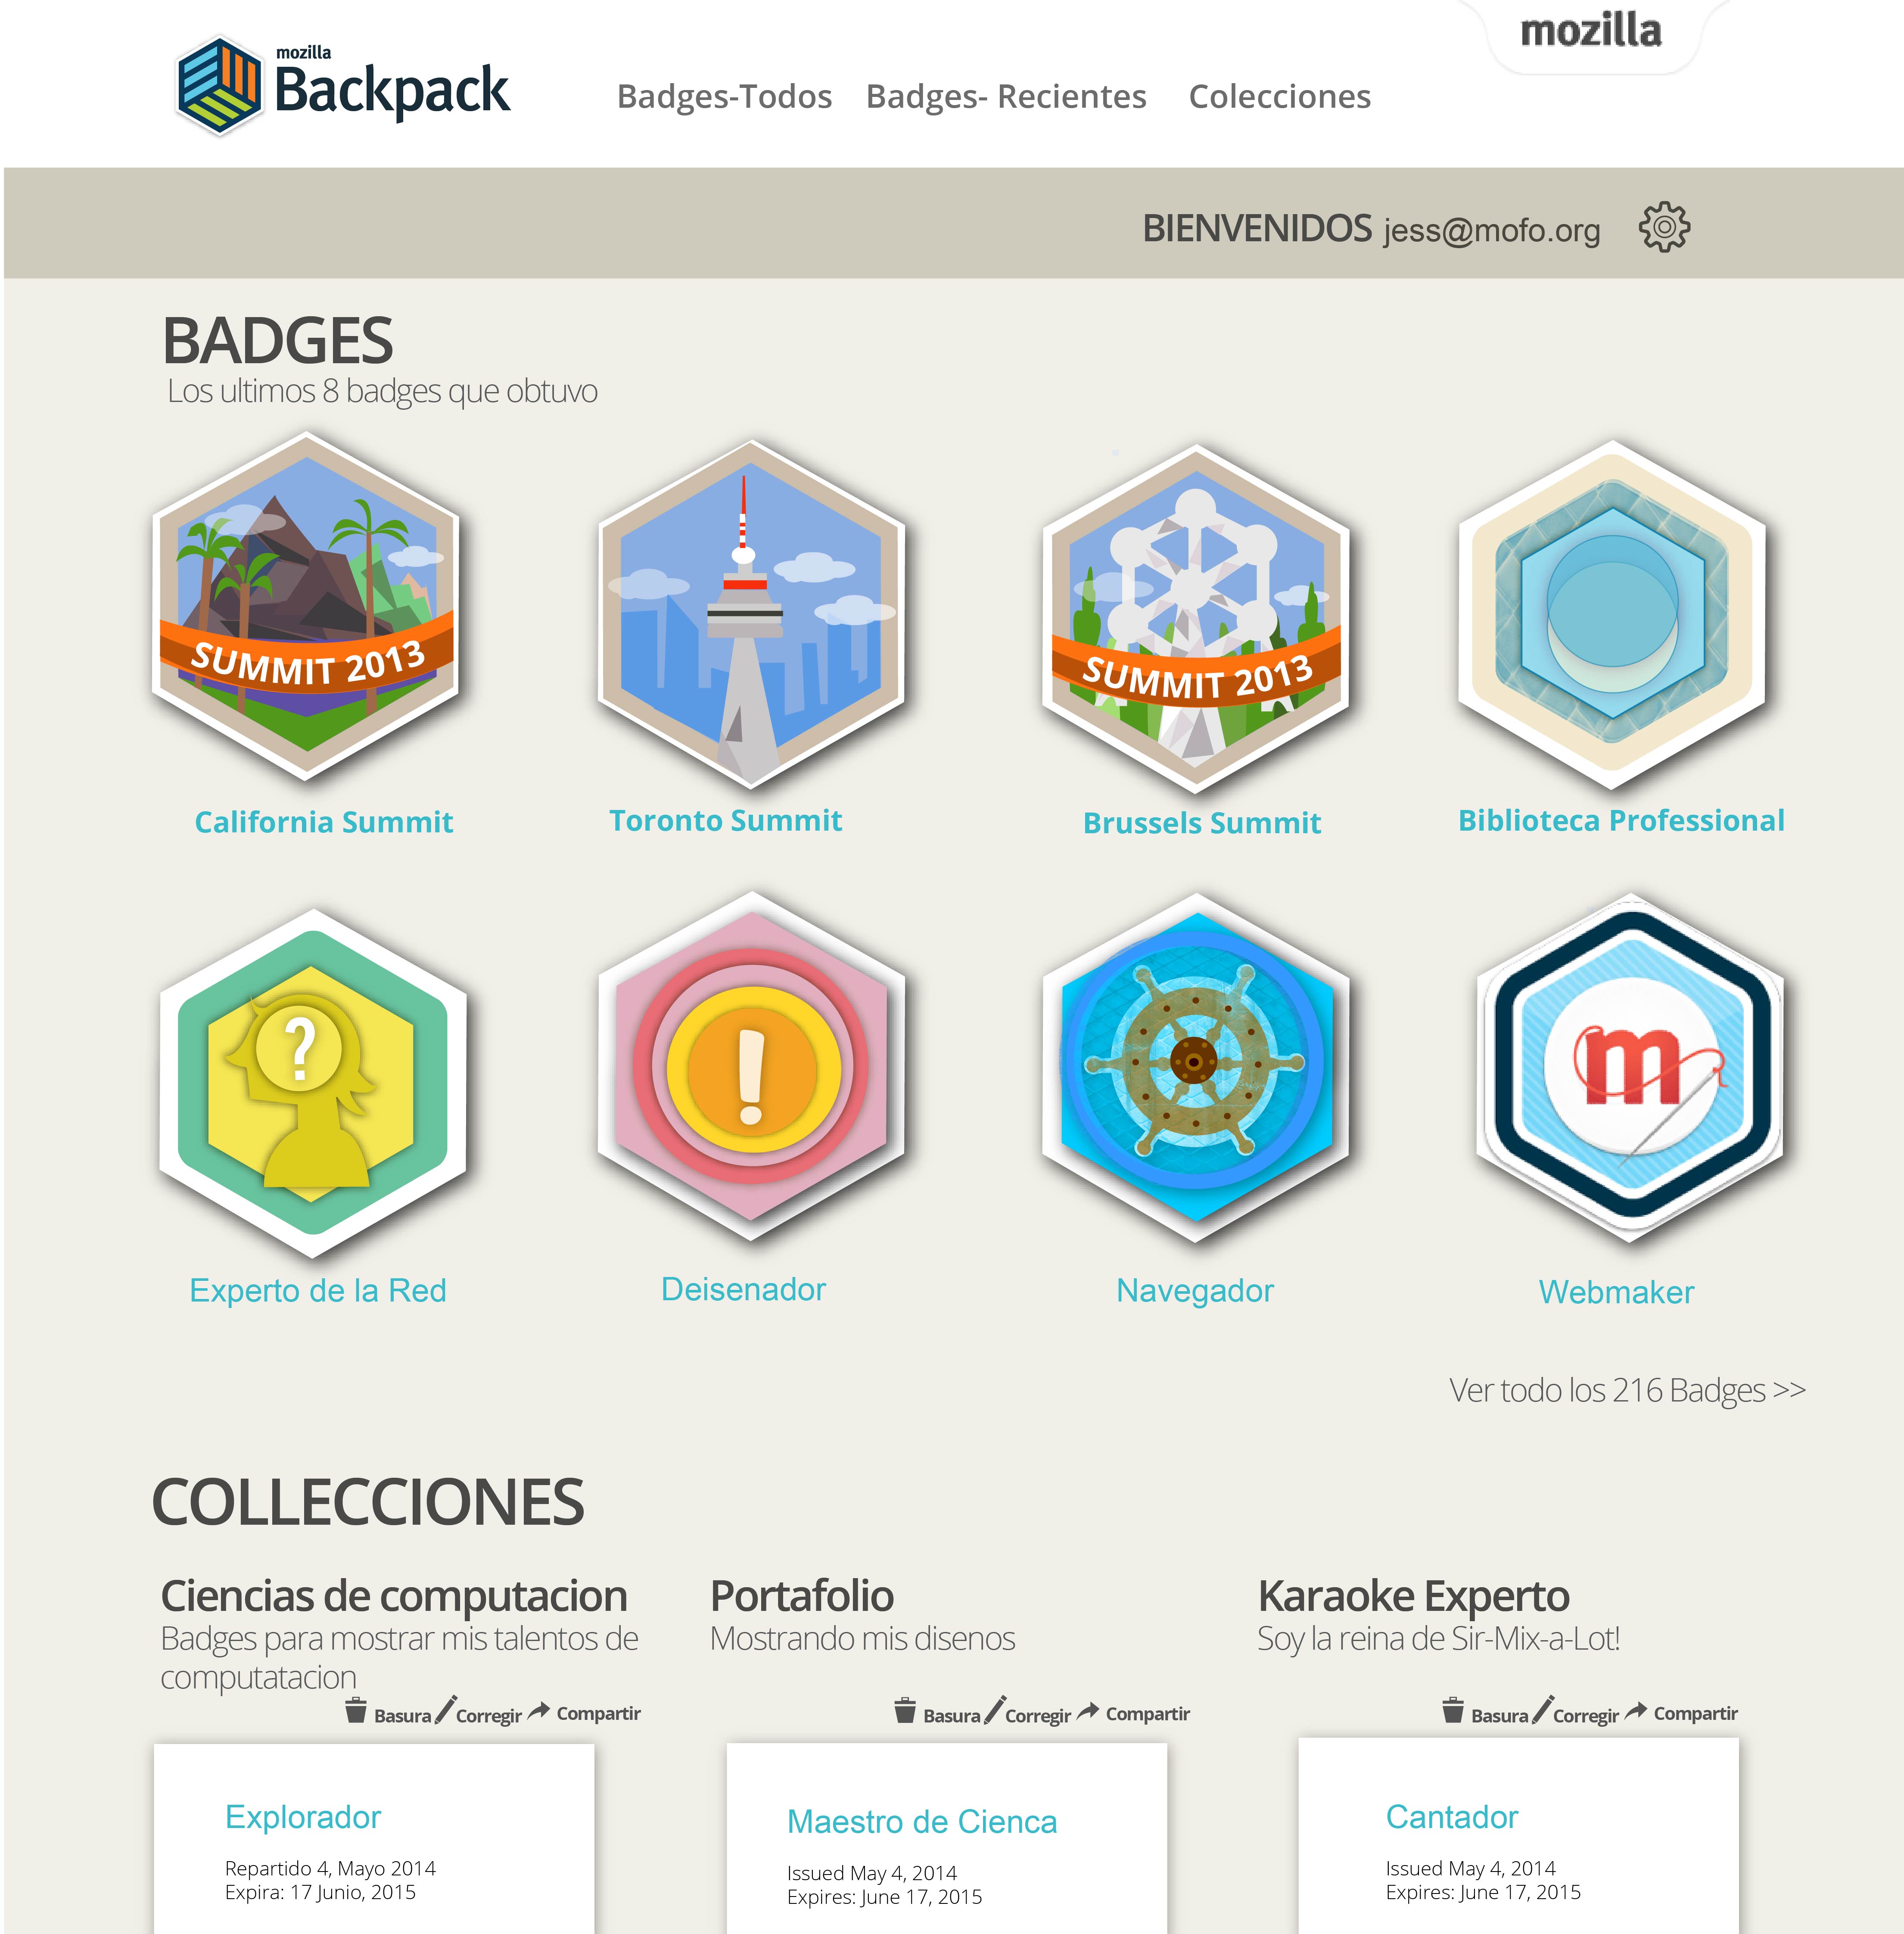 mozilla
mozilla
Backpack
Badges-Todos Badges- Recientes Colecciones
BIENVENIDOS jess@mofo.org
BADGES
Los ultimos 8 badges que obtuvo
SUMMIT 2013
SUMMIT 2013
California Summit
Toronto Summit
Brussels Summit
Biblioteca Professional
?
!
m
Experto de la Red
Deisenador
Navegador
Webmaker
Ver todo los 216 Badges >>
COLLECCIONES
Ciencias de computacion
Badges para mostrar mis talentos de
computatacion
Basura Corregir Compartir
Portafolio
Mostrando mis disenos
Basura Corregir Compartir
Karaoke Experto
Soy la reina de Sir-Mix-a-Lot!
Basura Corregir Compartir
Explorador
Repartido 4, Mayo 2014
Expira: 17 Junio, 2015
Maestro de Cienca
Issued May 4, 2014
Expires: June 17, 2015
Cantador
Issued May 4, 2014
Expires: June 17, 2015